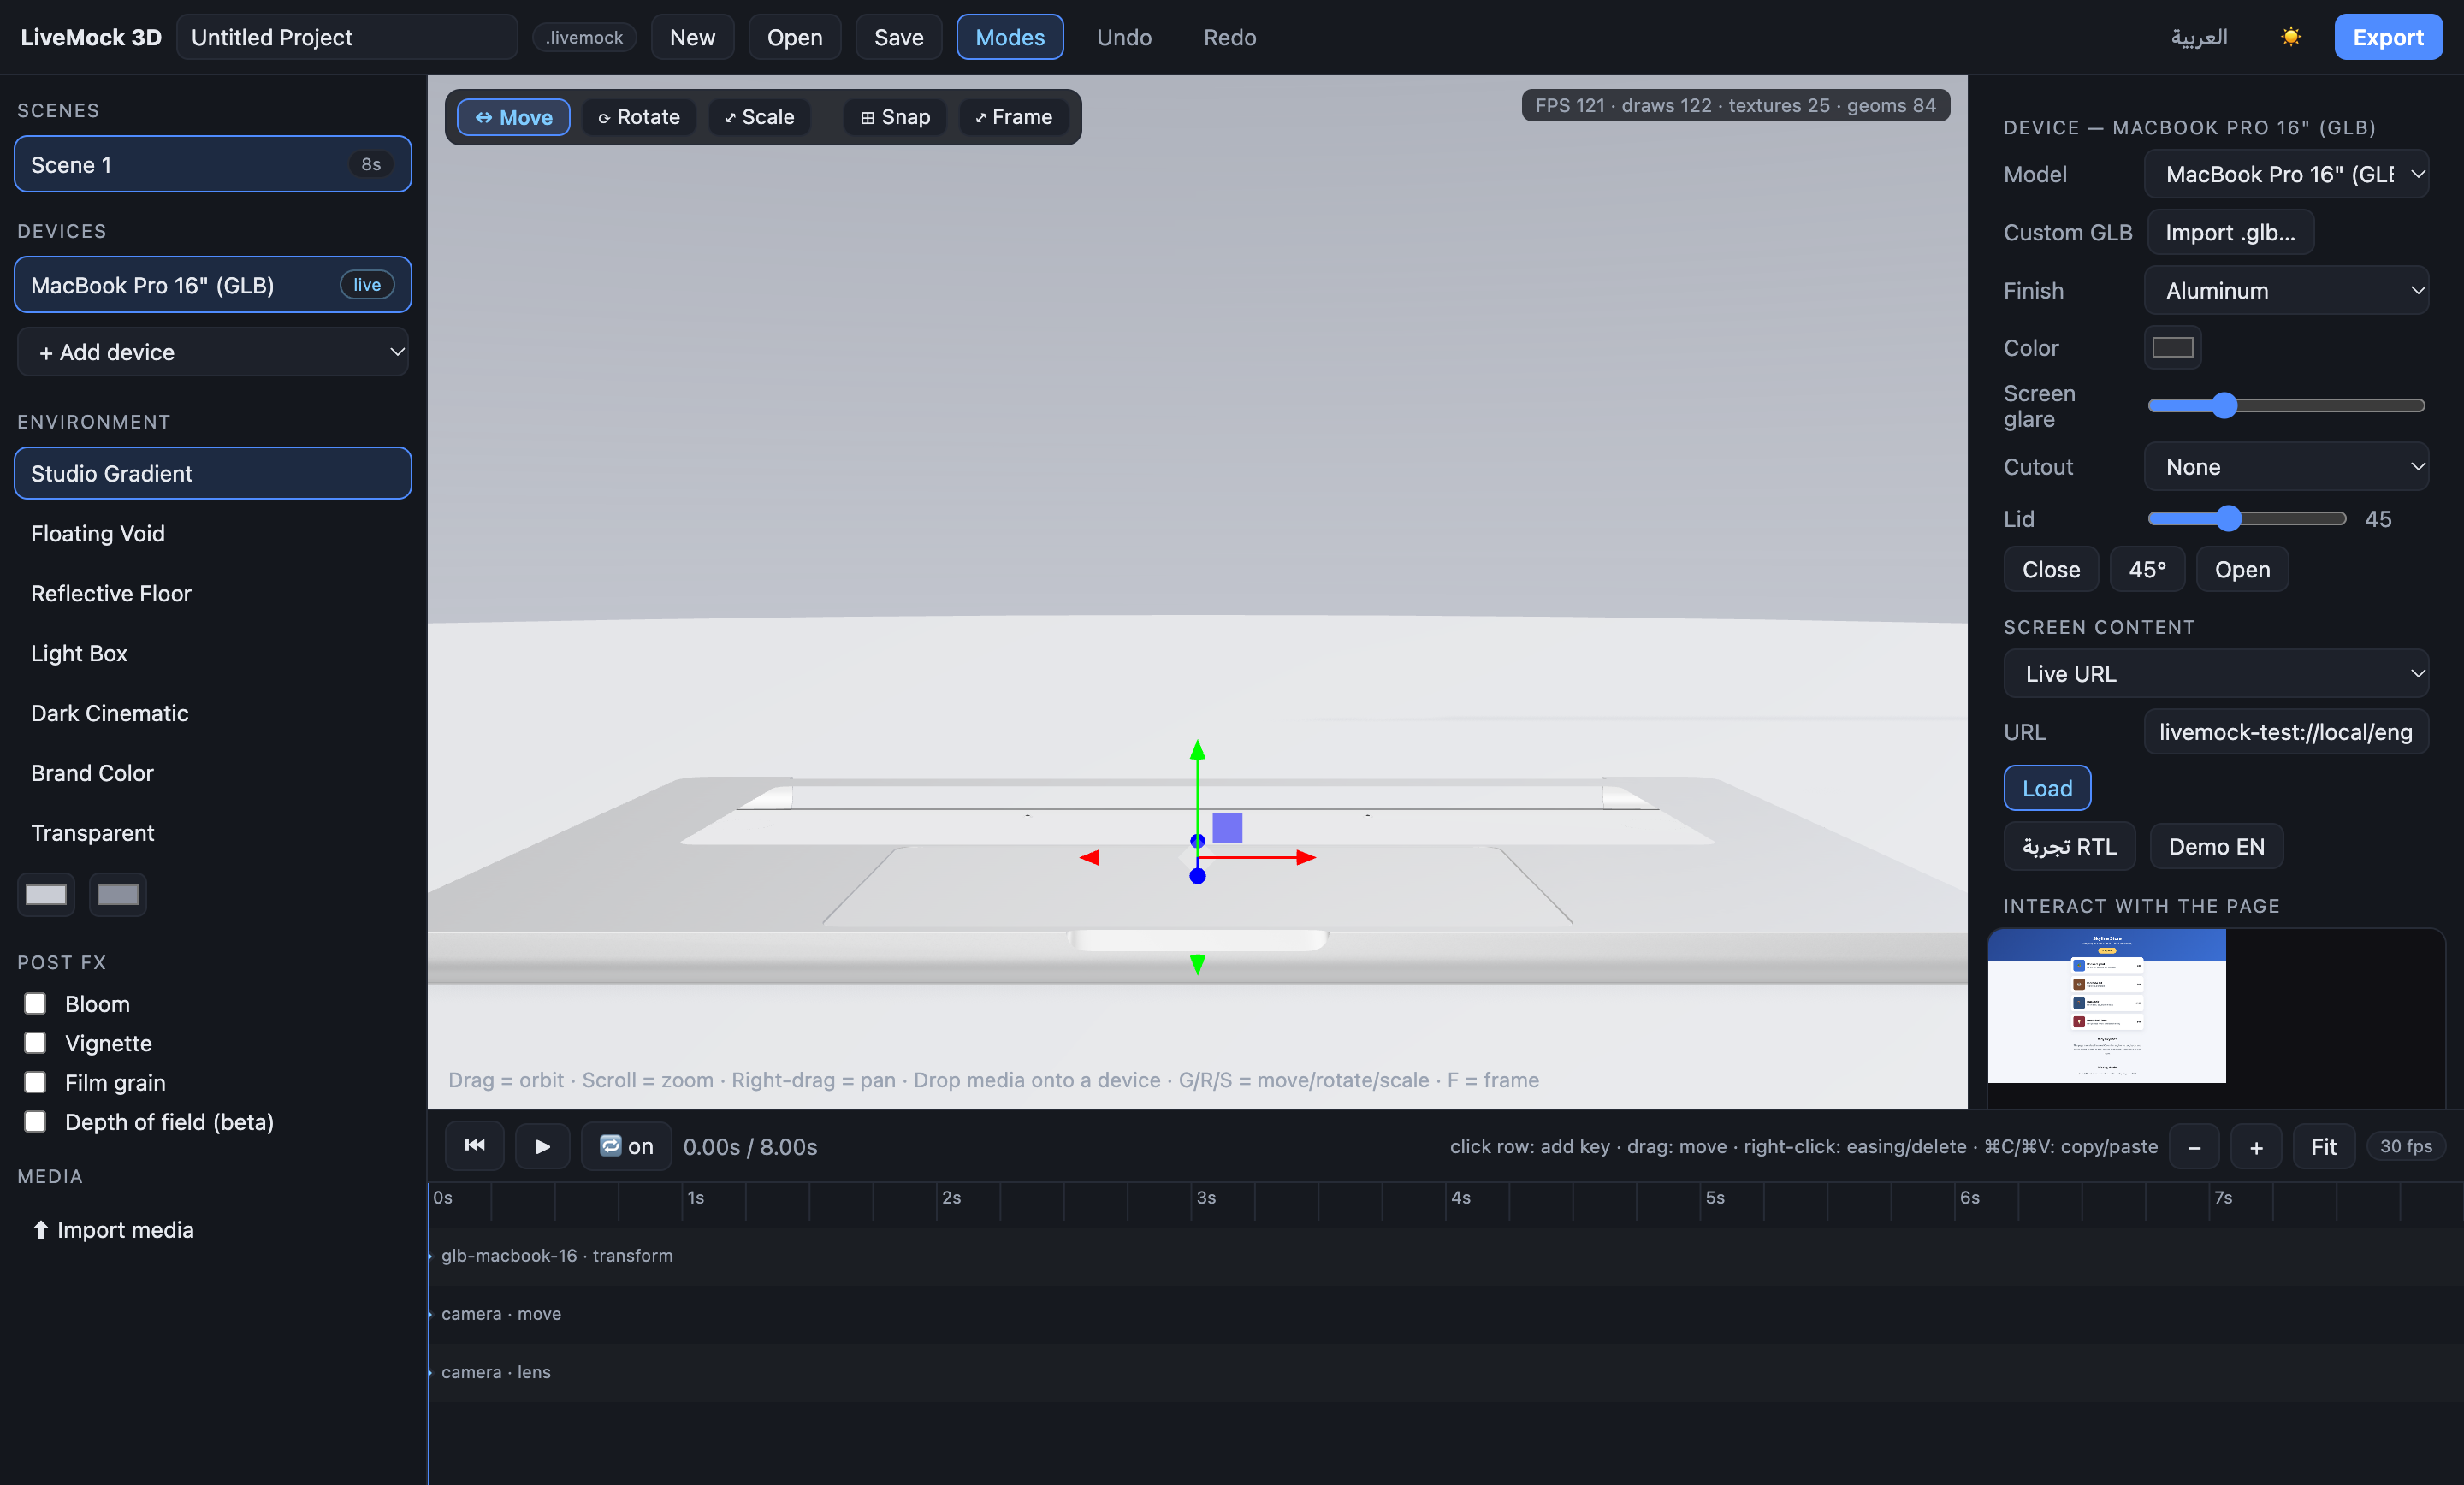 LiveMock 3D
Untitled Project
.livemock
New
Open
Save
Modes
Undo
Redo
العربية
Export
SCENES
Scene 1
8s
DEVICES
MacBook Pro 16" (GLB)
live
+ Add device
ENVIRONMENT
Studio Gradient
Floating Void
Reflective Floor
Light Box
Dark Cinematic
Brand Color
Transparent
POST FX
Bloom
Vignette
Film grain
Depth of field (beta)
MEDIA
Import media
Move
Rotate
Scale
Snap
Frame
FPS 121 · draws 122 · textures 25 · geoms 84
Drag = orbit · Scroll = zoom · Right-drag = pan · Drop media onto a device · G/R/S = move/rotate/scale · F = frame
DEVICE — MACBOOK PRO 16" (GLB)
Model
MacBook Pro 16" (GLB
Custom GLB
Import .glb...
Finish
Aluminum
Color
Screen
glare
Cutout
None
Lid
45
Close
45°
Open
SCREEN CONTENT
Live URL
URL
livemock-test://local/eng
Load
تجربة RTL
Demo EN
INTERACT WITH THE PAGE
Skyline Store
on
0.00s / 8.00s
click row: add key · drag: move · right-click: easing/delete · ⌘C/⌘V: copy/paste
−
+
Fit
30 fps
0s
1s
2s
3s
4s
5s
6s
7s
glb-macbook-16 · transform
camera · move
camera · lens